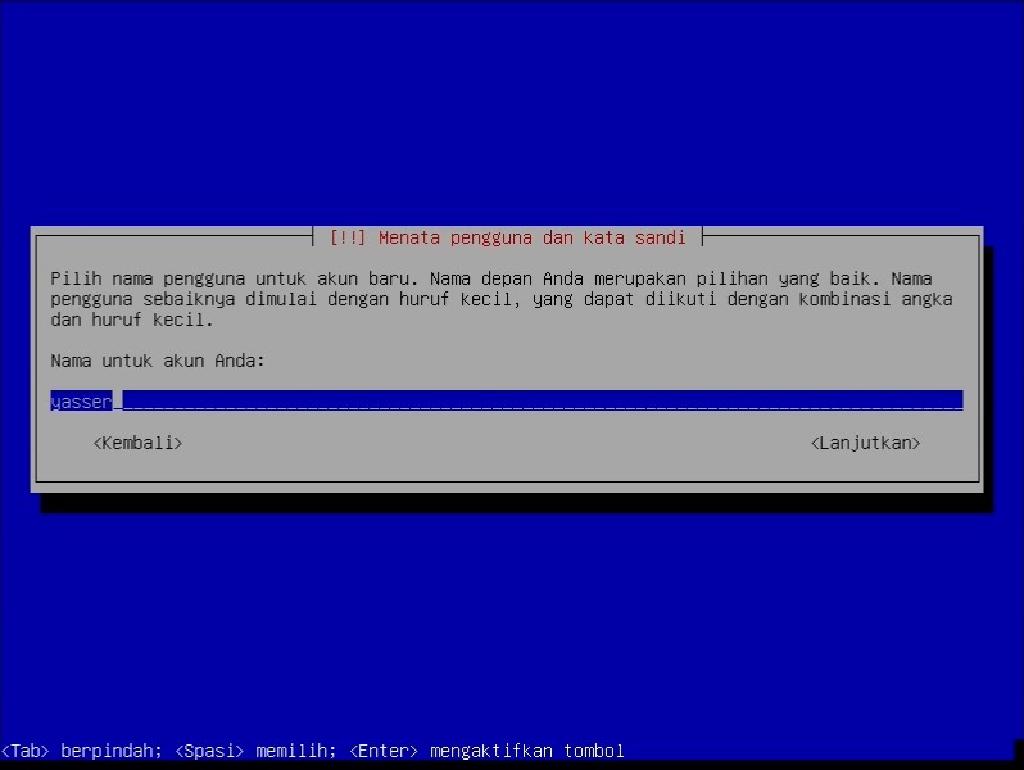 [!!] Menata pengguna dan kata sandi
Pilih nama pengguna untuk akun baru. Nama depan Anda merupakan pilihan yang baik. Nama
pengguna sebaiknya dimulai dengan huruf kecil, yang dapat diikuti dengan kombinasi angka
dan huruf kecil.
Nama untuk akun Anda:
yasser
<Kembali> <Lanjutkan>
<Tab> berpindah; <Spasi> memilih; <Enter> mengaktifkan tombol